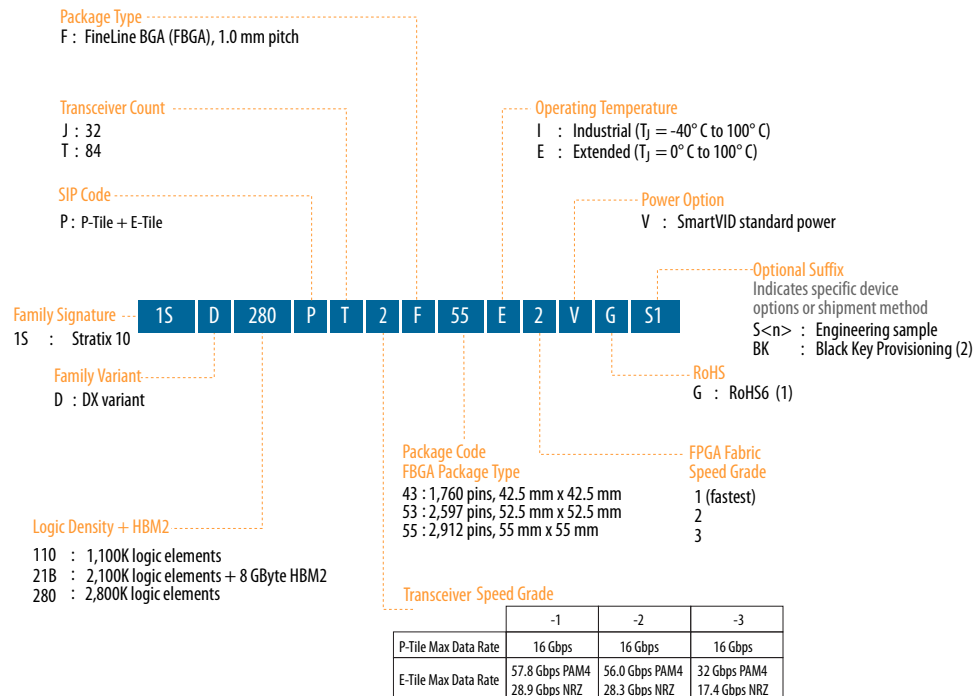 Package Type
F : FineLine BGA (FBGA), 1.0 mm pitch
Transceiver Count
J : 32
T : 84
Operating Temperature
I : Industrial (TJ = -40° C to 100° C)
E : Extended (TJ = 0° C to 100° C)
SIP Code
P : P-Tile + E-Tile
Power Option
V : SmartVID standard power
Optional Suffix
Indicates specific device
options or shipment method
S<n> : Engineering sample
BK : Black Key Provisioning (2)
Family Signature
1S : Stratix 10
1S D 280 P T 2 F 55 E 2 V G S1
Family Variant
D : DX variant
RoHS
G : RoHS6 (1)
Package Code
FBGA Package Type
43 : 1,760 pins, 42.5 mm x 42.5 mm
53 : 2,597 pins, 52.5 mm x 52.5 mm
55 : 2,912 pins, 55 mm x 55 mm
FPGA Fabric
Speed Grade
1 (fastest)
2
3
Logic Density + HBM2
110 : 1,100K logic elements
21B : 2,100K logic elements + 8 GByte HBM2
280 : 2,800K logic elements
Transceiver Speed Grade
-1 -2 -3
P-Tile Max Data Rate 16 Gbps 16 Gbps 16 Gbps
E-Tile Max Data Rate 57.8 Gbps PAM4 56.0 Gbps PAM4 32 Gbps PAM4
28.9 Gbps NRZ 28.3 Gbps NRZ 17.4 Gbps NRZ